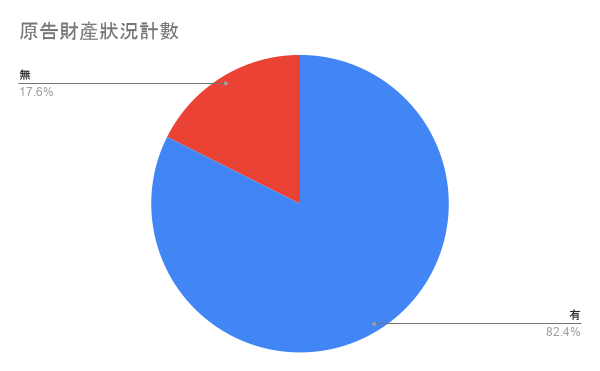 原告財產狀況計數
無
17.6%
有
82.4%